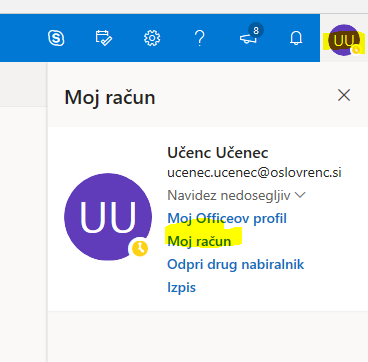 8
UU
Moj račun
Učenc Učenec
ucenec.ucenec@oslovrenc.si
Navidez nedosegljiv
UU
Moj Officeov profil
Moj račun
Odpri drug nabiralnik
Izpis